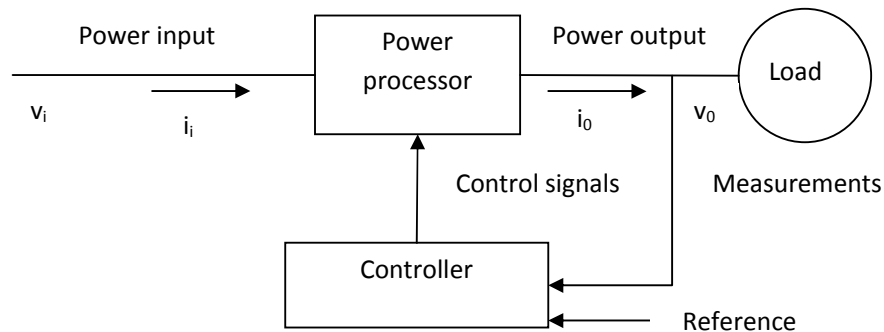 Power input
Power
processor
Power output
Load
vᵢ
iᵢ
i₀
v₀
Control signals
Measurements
Controller
Reference